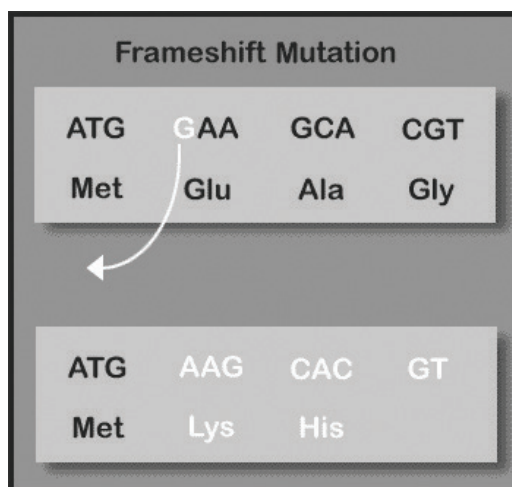 Frameshift Mutation
ATG GAA GCA CGT
Met Glu Ala Gly
ATG AAG CAC GT
Met Lys His